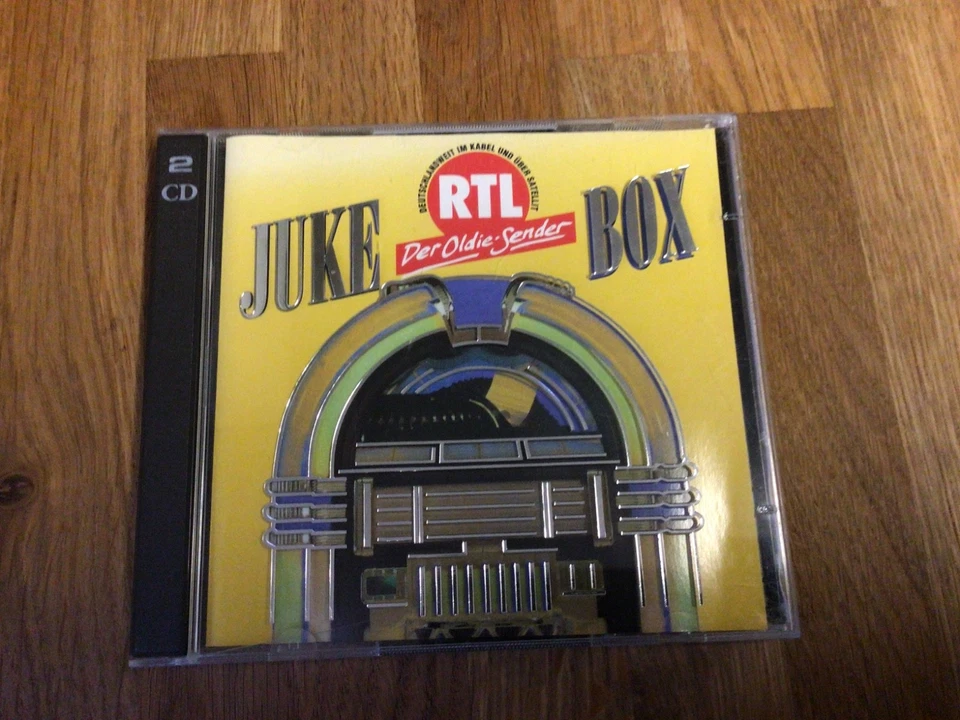 2
CD
DEUTSCHLANDWEIT IM KABEL UND ÜBER SATELLIT
RTL
Der Oldie-Sender
JUKE BOX